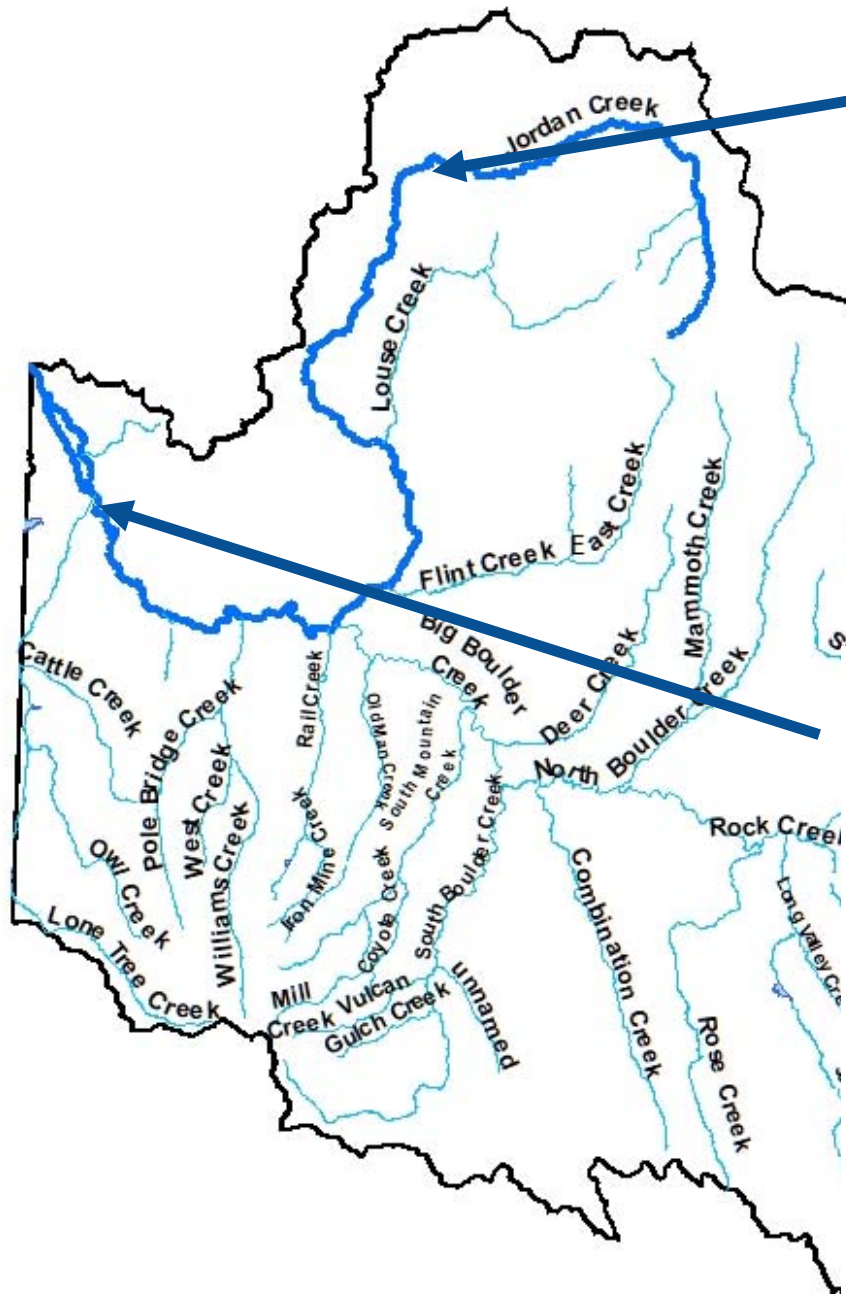 Jordan Creek
Louse Creek
Flint Creek
East Creek
Mammoth Creek
Big Boulder
Creek
Deer Creek
North Boulder Creek
S
Cattle Creek
Pole Bridge Creek
West Creek
Williams Creek
Rail Creek
Old Man Creek
South Mountain
Creek
Iron Mine Creek
Owl Creek
Lone Tree Creek
Coyote Creek
South Boulder Creek
Rock Creek
Combination Creek
Long Valley Cre
Rose Creek
Mill
Creek Vulcan
Gulch Creek
unnamed